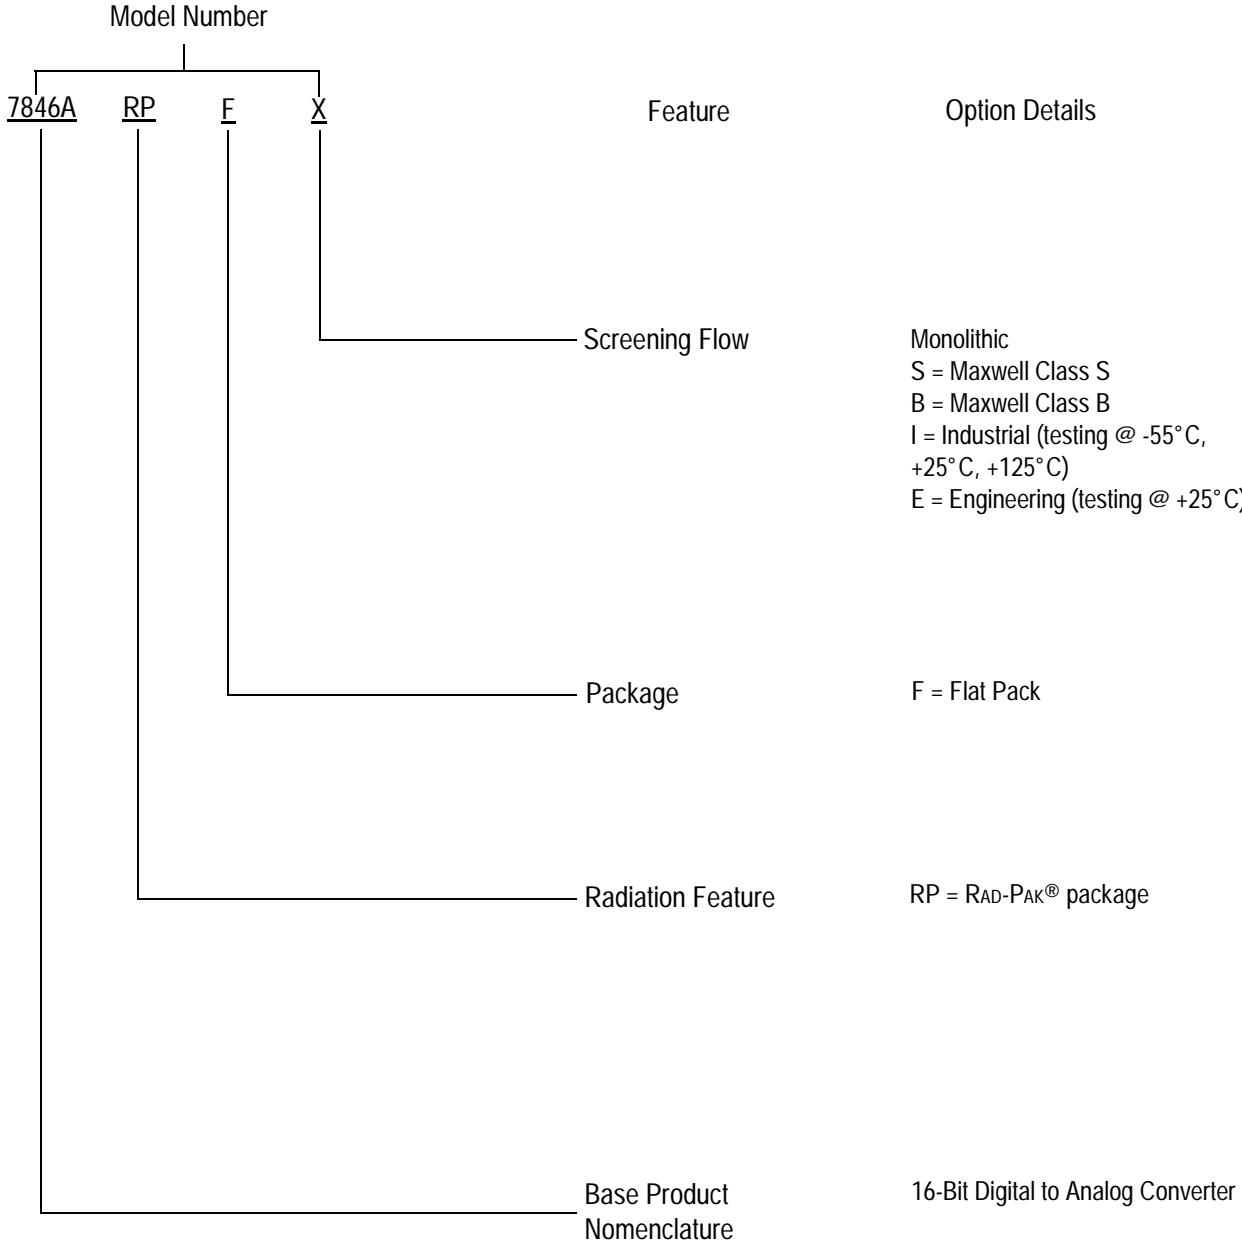 Model Number
7846A RP F X Feature Option Details
Screening Flow Monolithic
S = Maxwell Class S
B = Maxwell Class B
I = Industrial (testing @ -55°C,
+25°C, +125°C)
E = Engineering (testing @ +25°C)
Package F = Flat Pack
Radiation Feature RP = RAD-PAK® package
Base Product 16-Bit Digital to Analog Converter
Nomenclature